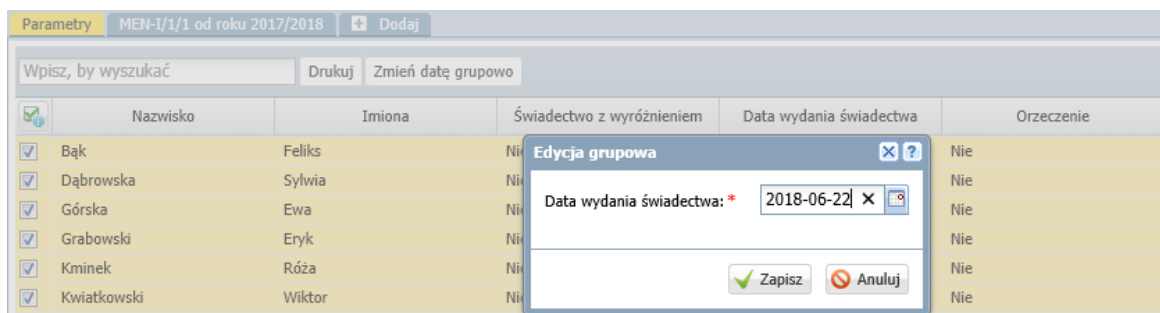 Parametry MEN-I/1/1 od roku 2017/2018 Dodaj
Wpisz, by wyszukać Drukuj Zmień datę grupowo
Nazwisko Imiona Świadectwo z wyróżnieniem Data wydania świadectwa Orzeczenie
Bąk Feliks Edycja grupowa Nie
Dąbrowska Sylwia Nie
Górska Ewa Data wydania świadectwa: * 2018-06-22 Nie
Grabowski Eryk Nie
Kminek Róża Zapisz Anuluj Nie
Kwiatkowski Wiktor Nie